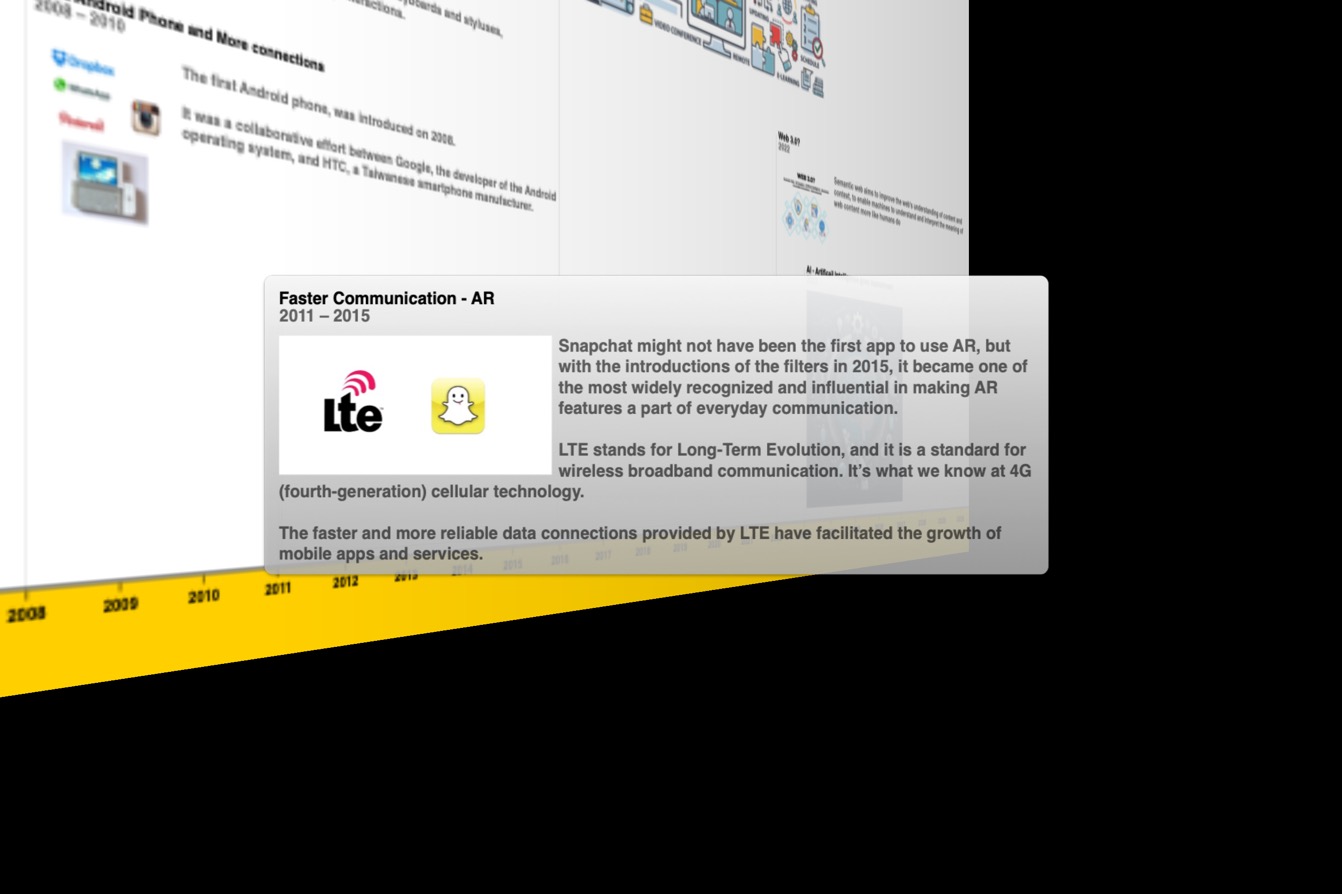 yboards and styluses,
eractions.
Android Phone and More connections
2008 – 2010
Dropbox
WhatsApp
Pinterest
The first Android phone, was introduced on 2008.
It was a collaborative effort between Google, the developer of the Android
operating system, and HTC, a Taiwanese smartphone manufacturer.
VIDEO CONFERENCE
REMOTE
E-LEARNING
SCHEDULE
Web 3.0?
2022
WEB 3.0?
Semantic web aims to improve the web's understanding of content and
context, to enable machines to understand and interpret the meaning of
web content more like humans do
AI - Artificial Intelli
Faster Communication - AR
2011 – 2015
Lte
Snapchat might not have been the first app to use AR, but
with the introductions of the filters in 2015, it became one of
the most widely recognized and influential in making AR
features a part of everyday communication.
LTE stands for Long-Term Evolution, and it is a standard for
wireless broadband communication. It’s what we know at 4G
(fourth-generation) cellular technology.
The faster and more reliable data connections provided by LTE have facilitated the growth of
mobile apps and services.
2008 2009 2010 2011 2012 2013 2014 2015 2016 2017 2018 2019